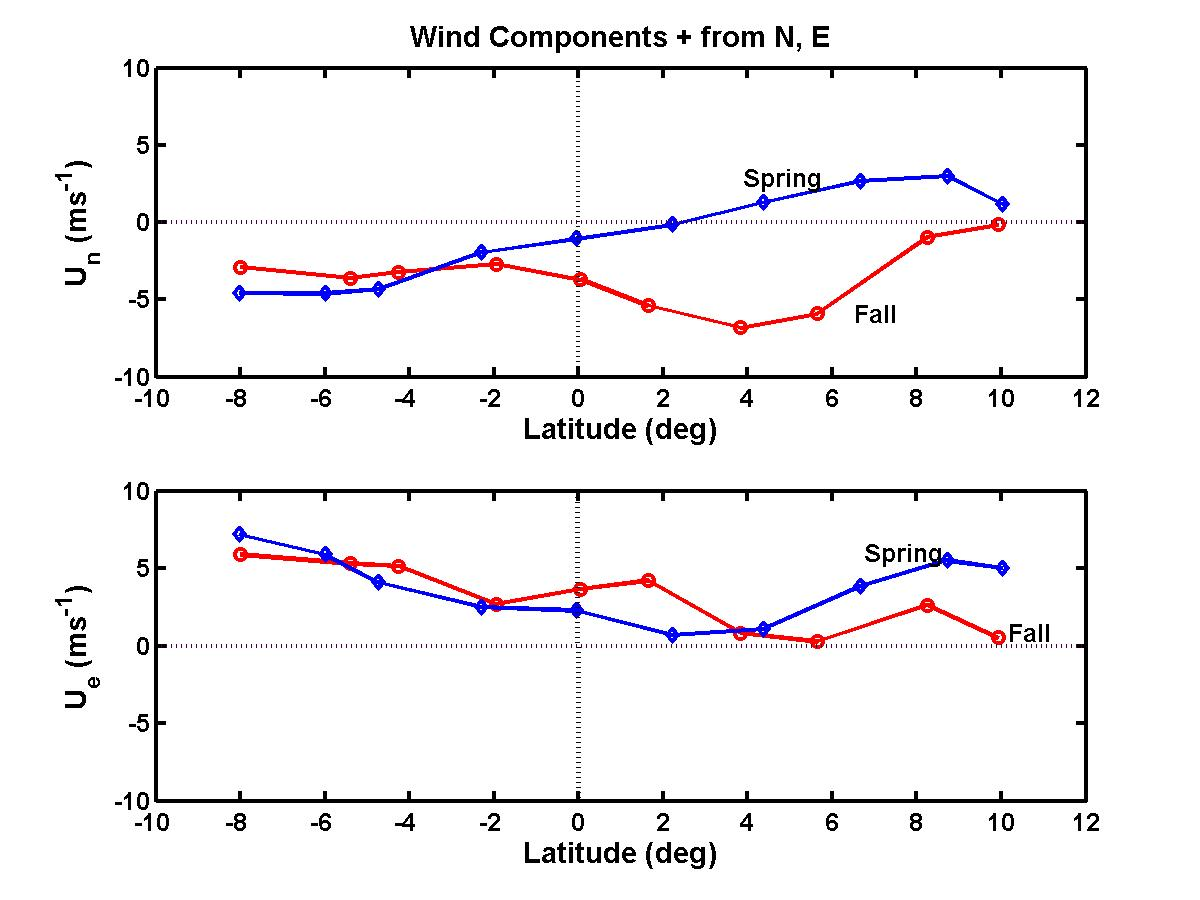 Wind Components + from N, E
10
5
0
-5
-10
U_n (ms^-1)
Spring
Fall
-10 -8 -6 -4 -2 0 2 4 6 8 10 12
Latitude (deg)
10
5
0
-5
-10
U_e (ms^-1)
Spring
Fall
-10 -8 -6 -4 -2 0 2 4 6 8 10 12
Latitude (deg)